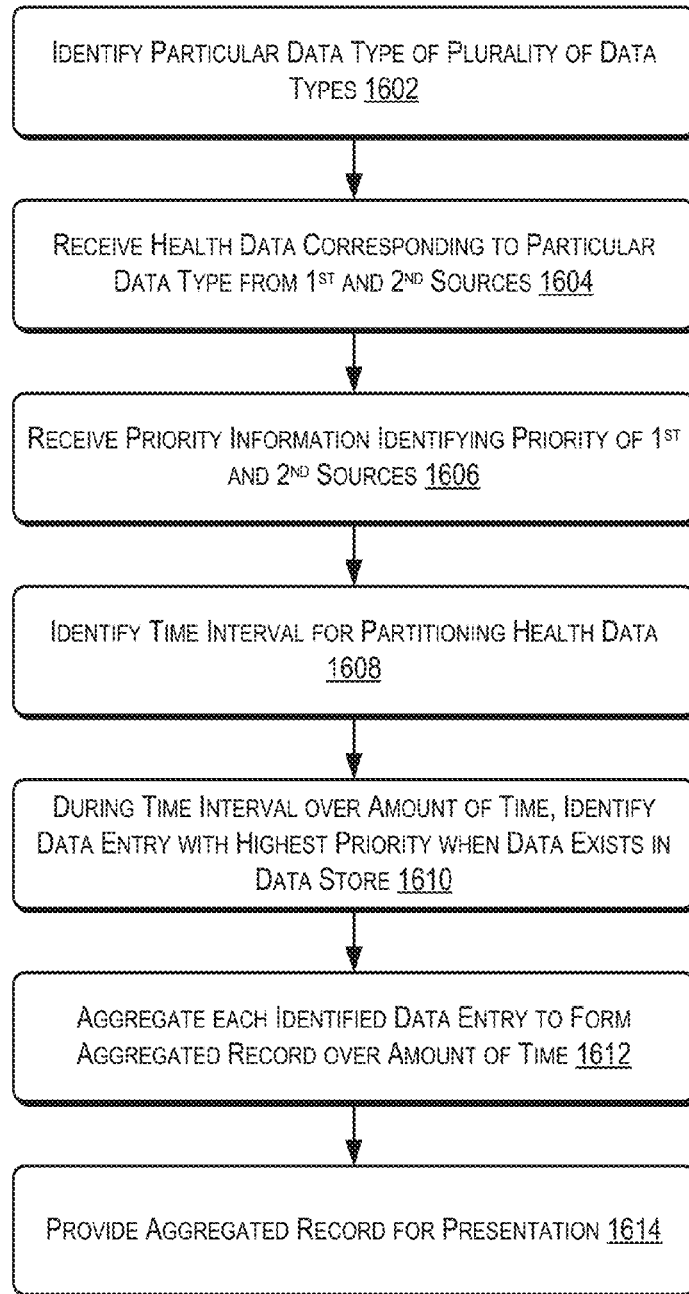 IDENTIFY PARTICULAR DATA TYPE OF PLURALITY OF DATA
TYPES 1602
RECEIVE HEALTH DATA CORRESPONDING TO PARTICULAR
DATA TYPE FROM 1ST AND 2ND SOURCES 1604
RECEIVE PRIORITY INFORMATION IDENTIFYING PRIORITY OF 1ST
AND 2ND SOURCES 1606
IDENTIFY TIME INTERVAL FOR PARTITIONING HEALTH DATA
1608
DURING TIME INTERVAL OVER AMOUNT OF TIME, IDENTIFY
DATA ENTRY WITH HIGHEST PRIORITY WHEN DATA EXISTS IN
DATA STORE 1610
AGGREGATE EACH IDENTIFIED DATA ENTRY TO FORM
AGGREGATED RECORD OVER AMOUNT OF TIME 1612
PROVIDE AGGREGATED RECORD FOR PRESENTATION 1614